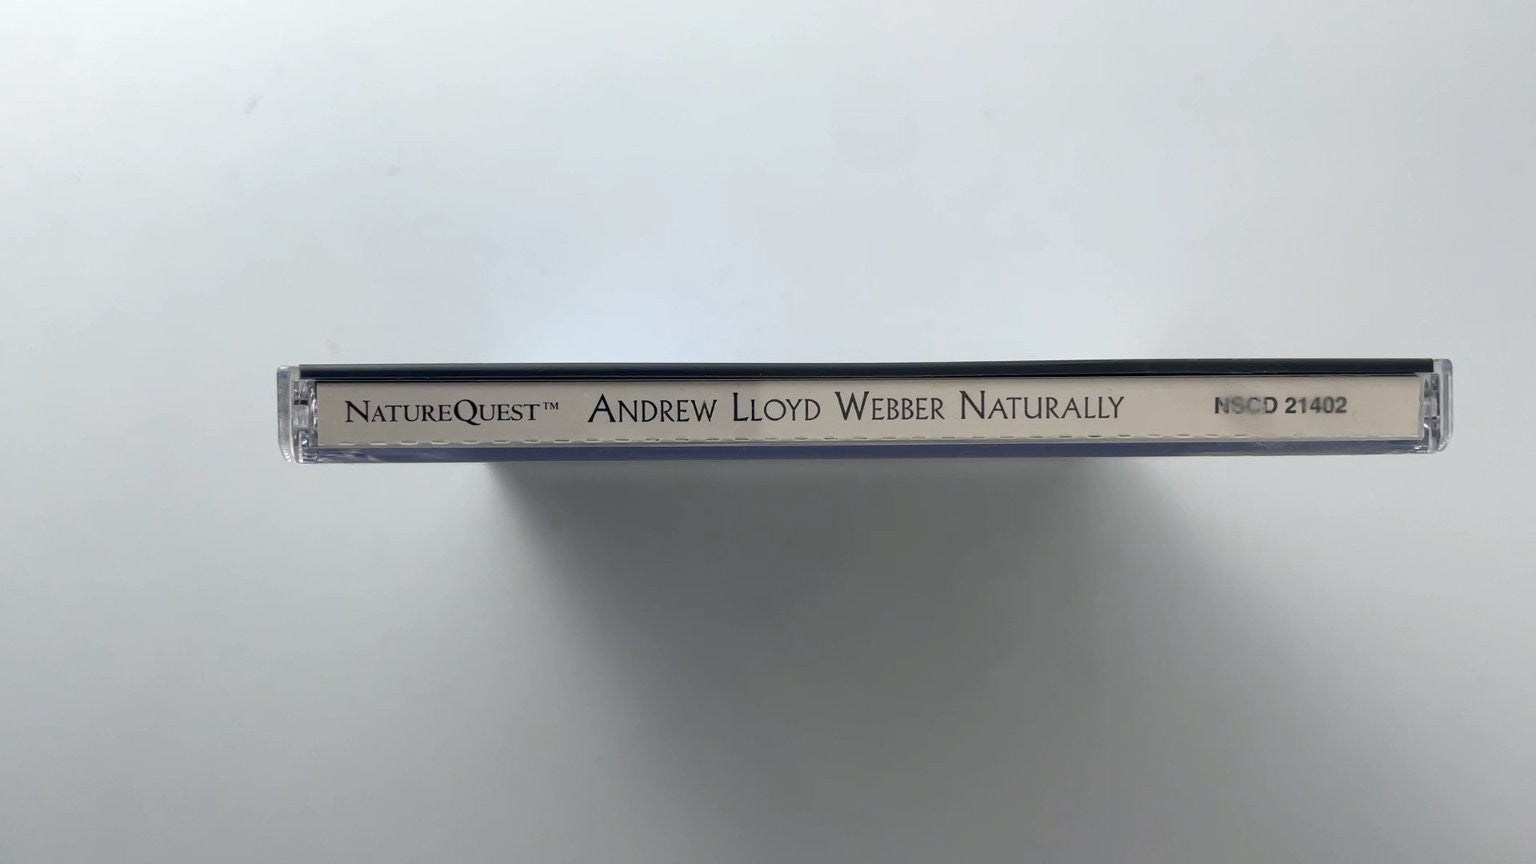 NATUREQUEST™ ANDREW LLOYD WEBBER NATURALLY NSCD 21402